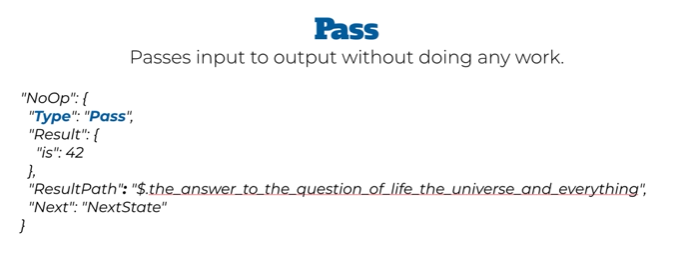 Pass
Passes input to output without doing any work.
"NoOp": {
"Type": "Pass",
"Result": {
"is": 42
},
"ResultPath": "$.the_answer_to_the_question_of_life_the_universe_and_everything",
"Next": "NextState"
}